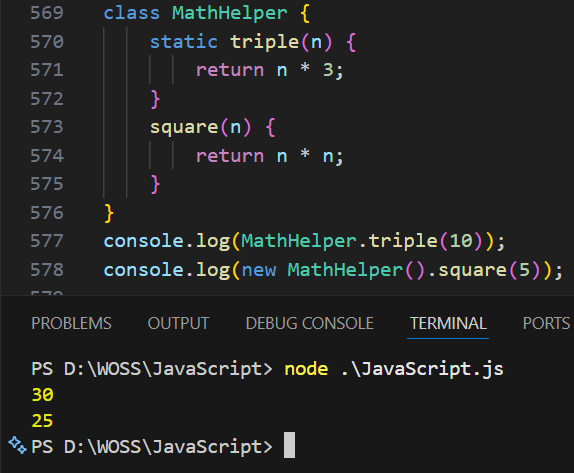 569 class MathHelper {
570 static triple(n) {
571 return n * 3;
572 }
573 square(n) {
574 return n * n;
575 }
576 }
577 console.log(MathHelper.triple(10));
578 console.log(new MathHelper().square(5));
PROBLEMS OUTPUT DEBUG CONSOLE TERMINAL PORTS
PS D:\WOSS\JavaScript> node .\JavaScript.js
30
25
PS D:\WOSS\JavaScript>